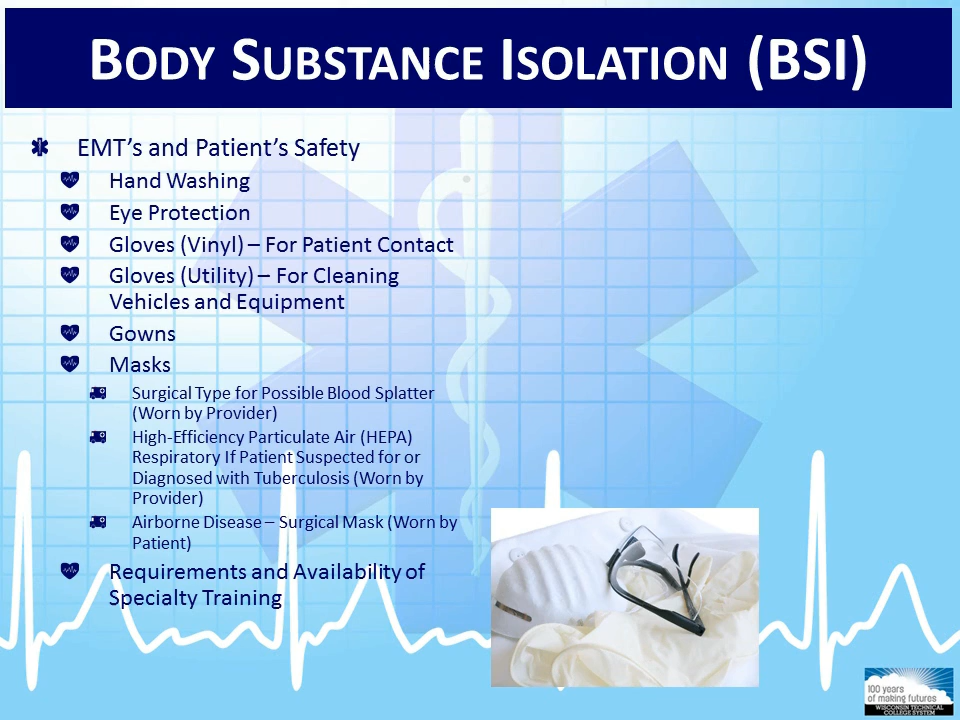 BODY SUBSTANCE ISOLATION (BSI)
EMT’s and Patient’s Safety
Hand Washing
Eye Protection
Gloves (Vinyl) – For Patient Contact
Gloves (Utility) – For Cleaning
Vehicles and Equipment
Gowns
Masks
Surgical Type for Possible Blood Splatter
(Worn by Provider)
High-Efficiency Particulate Air (HEPA)
Respiratory If Patient Suspected for or
Diagnosed with Tuberculosis (Worn by
Provider)
Airborne Disease – Surgical Mask (Worn by
Patient)
Requirements and Availability of
Specialty Training
100 years
of making futures
WISCONSIN TECHNICAL
COLLEGE SYSTEM